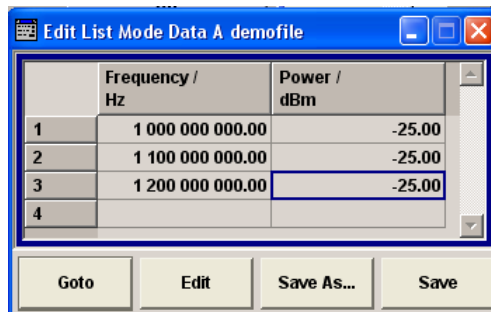 Edit List Mode Data A demofile
Frequency / Power /
Hz dBm
1 1 000 000 000.00 -25.00
2 1 100 000 000.00 -25.00
3 1 200 000 000.00 -25.00
4
Goto Edit Save As... Save